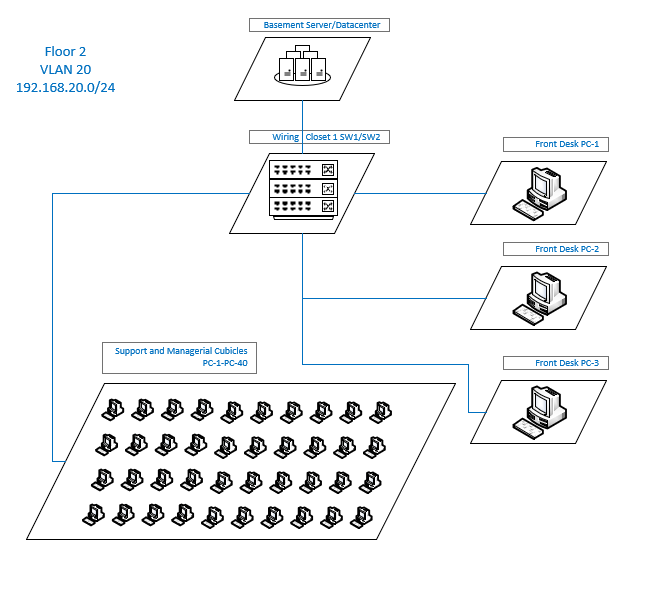 Basement Server/Datacenter
Floor 2
VLAN 20
192.168.20.0/24
Wiring Closet 1 SW1/SW2
Front Desk PC-1
Front Desk PC-2
Support and Managerial Cubicles
PC-1-PC-40
Front Desk PC-3